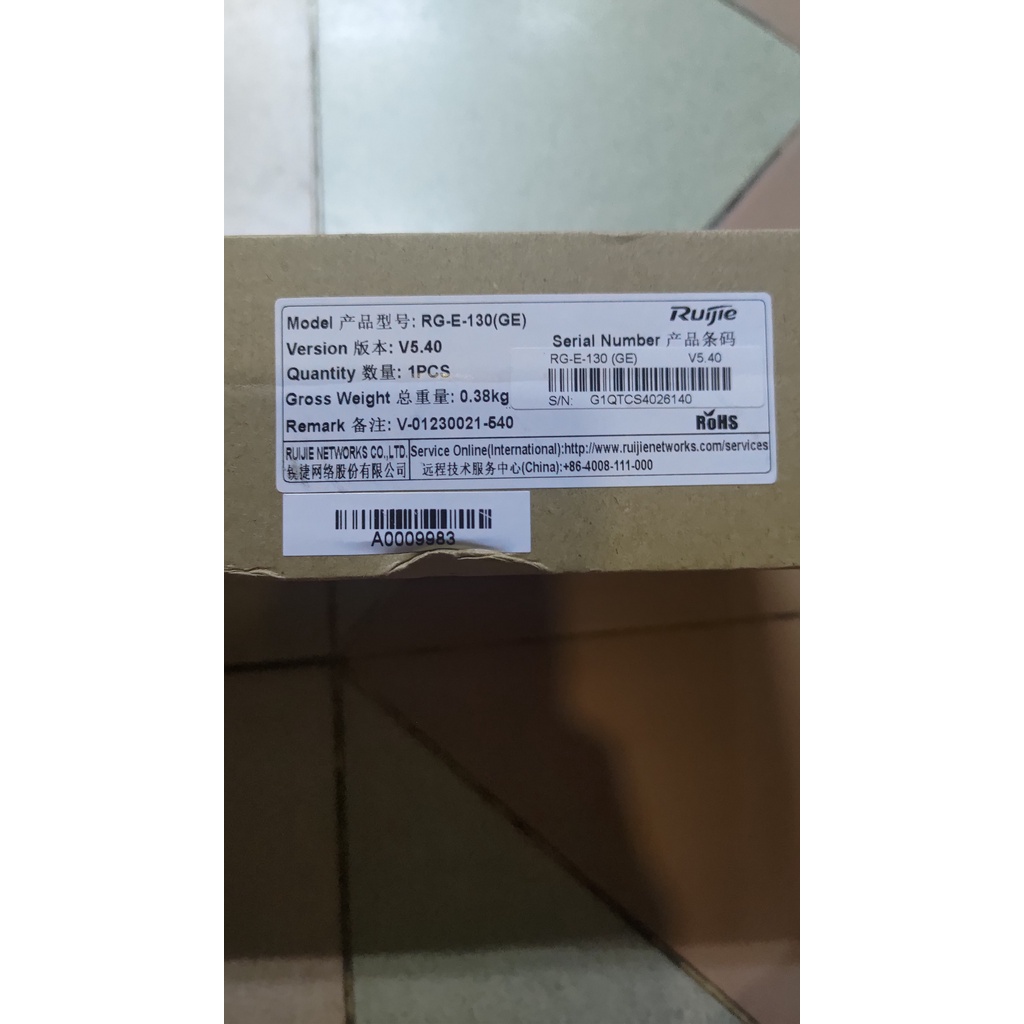 Ruijie
Model 产品型号: RG-E-130(GE)
Version 版本: V5.40
Quantity 数量: 1PCS
Gross Weight 总重量: 0.38kg
Remark 备注: V-01230021-540
Serial Number 产品条码
RG-E-130 (GE) V5.40
S/N: G1QTCS4026140
RoHS
RUIJIE NETWORKS CO.,LTD.
锐捷网络股份有限公司
Service Online(International):http://www.ruijienetworks.com/services
远程技术服务中心(China):+86-4008-111-000
A0009983